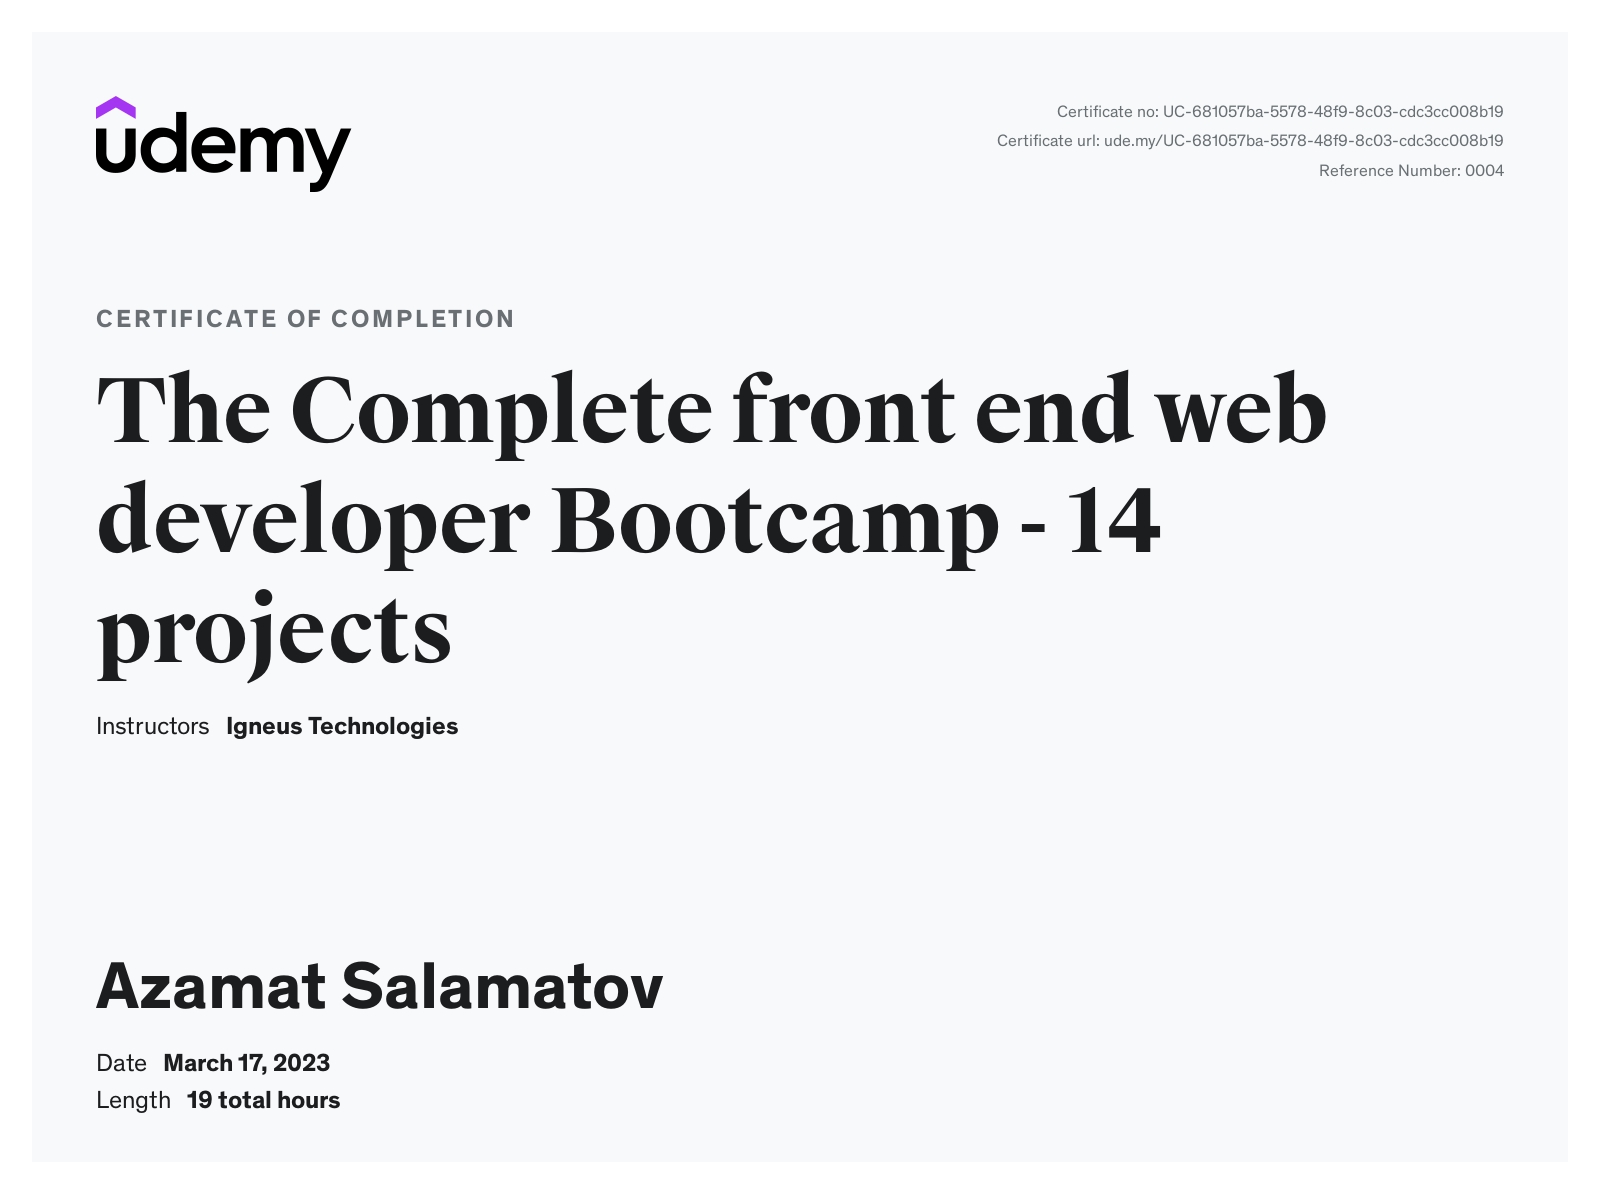 udemy
Certificate no: UC-681057ba-5578-48f9-8c03-cdc3cc008b19
Certificate url: ude.my/UC-681057ba-5578-48f9-8c03-cdc3cc008b19
Reference Number: 0004
CERTIFICATE OF COMPLETION
The Complete front end web
developer Bootcamp - 14
projects
Instructors Igneus Technologies
Azamat Salamatov
Date March 17, 2023
Length 19 total hours